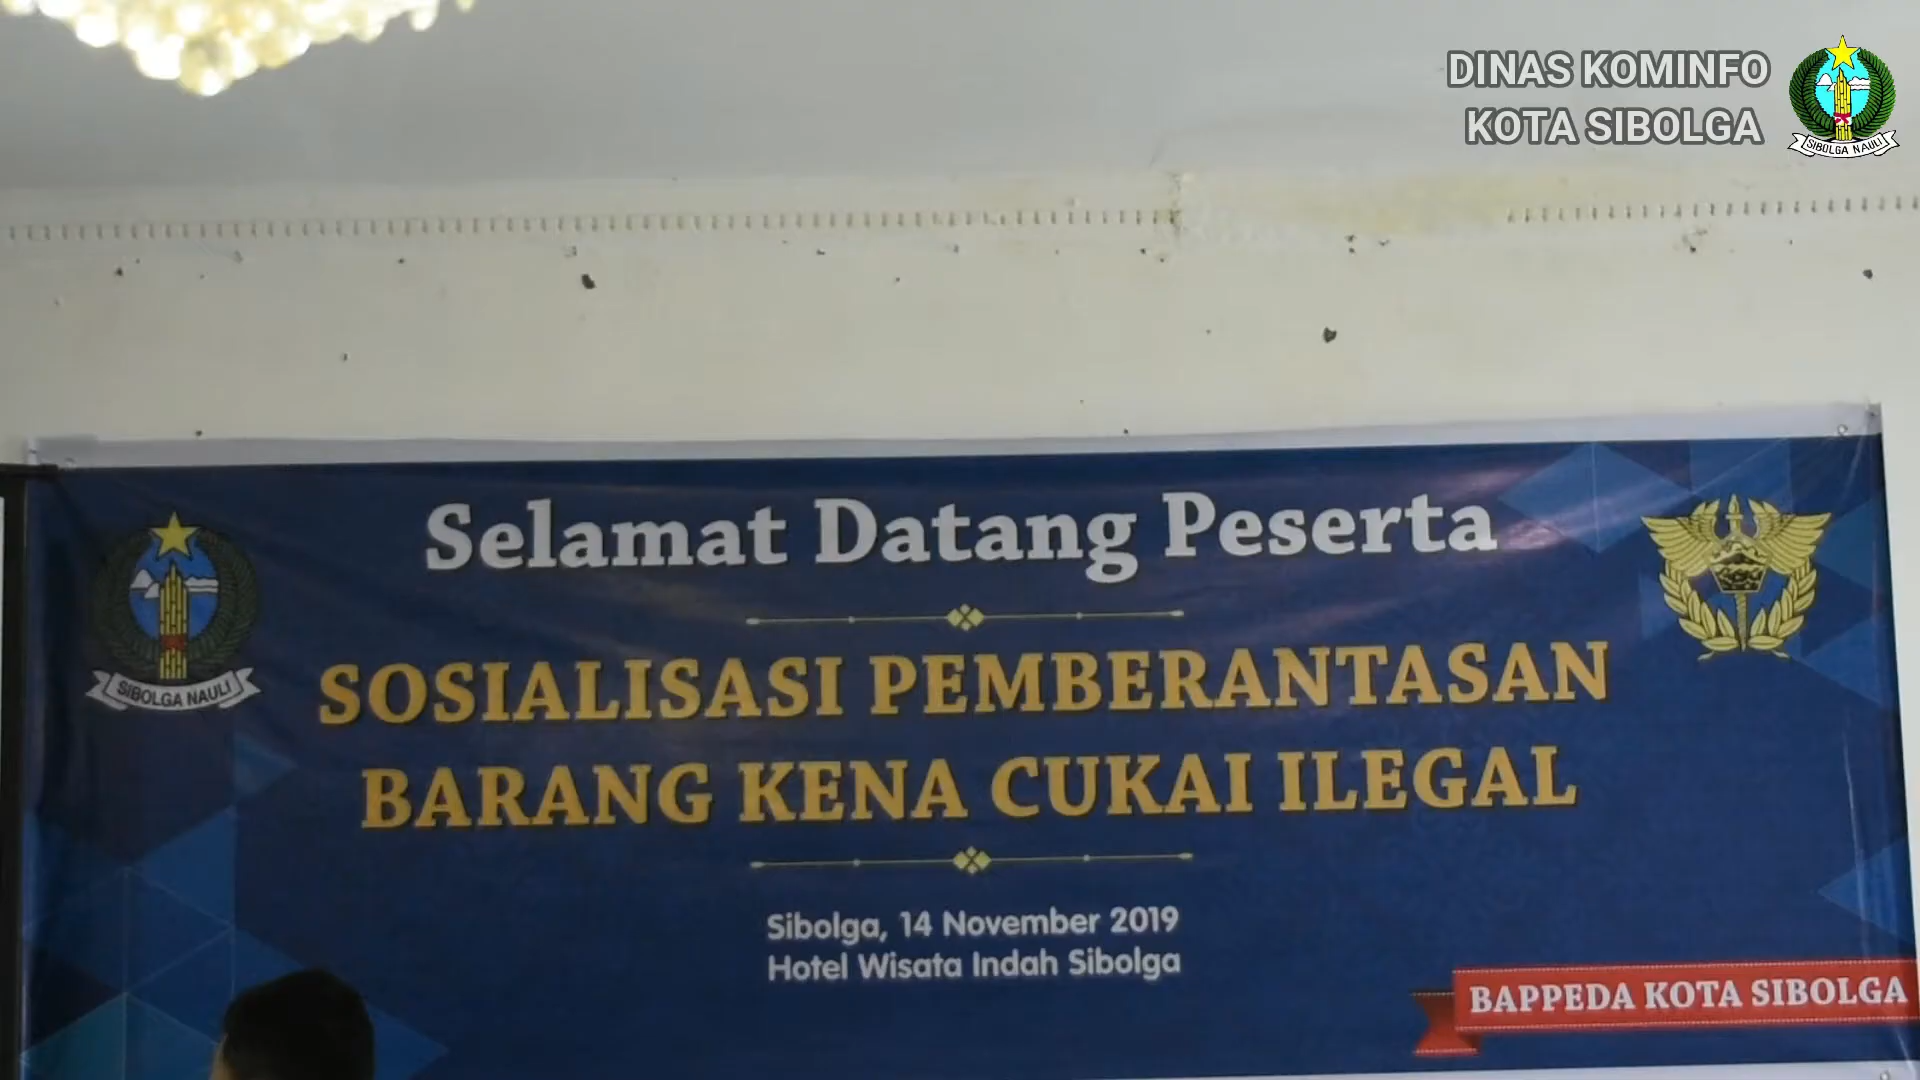 DINAS KOMINFO
KOTA SIBOLGA
SIBOLGA NAULI
Selamat Datang Peserta
SIBOLGA NAULI
SOSIALISASI PEMBERANTASAN
BARANG KENA CUKAI ILEGAL
Sibolga, 14 November 2019
Hotel Wisata Indah Sibolga
BAPPEDA KOTA SIBOLGA